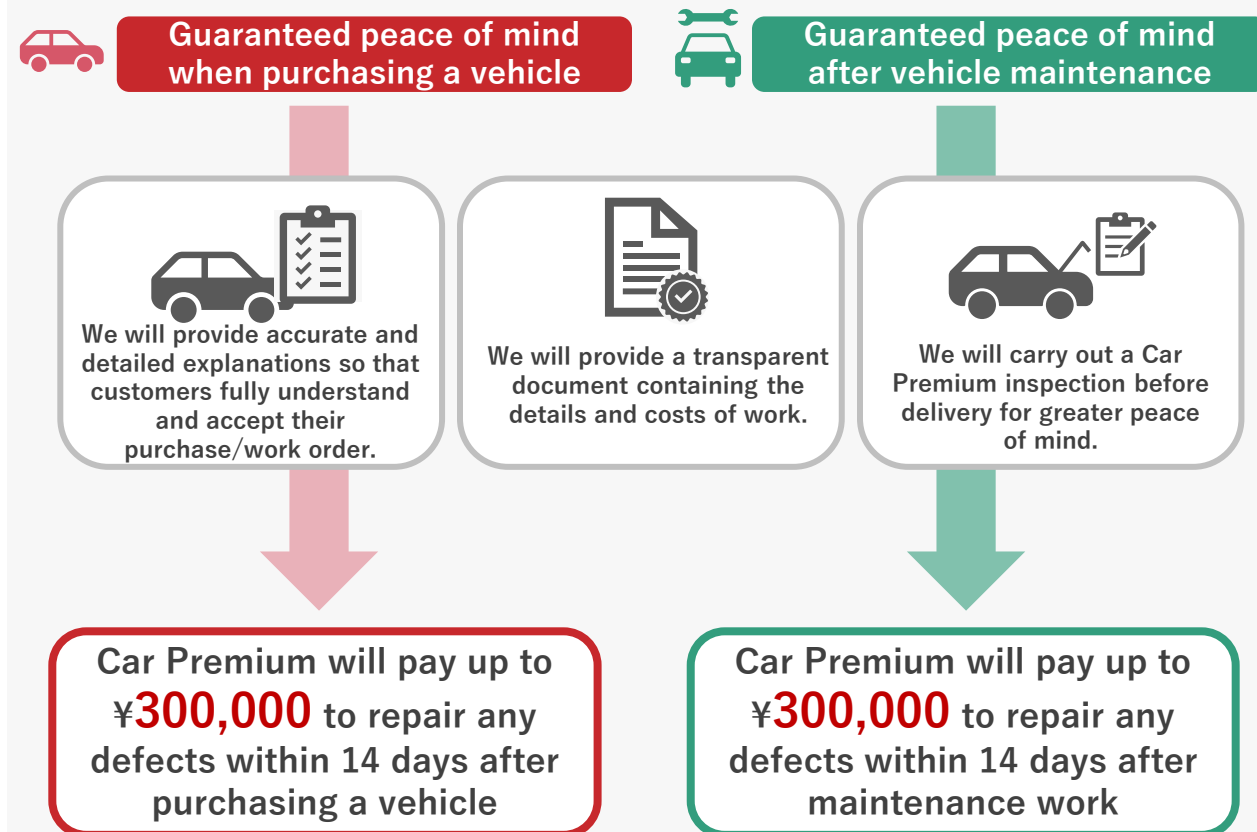 Guaranteed peace of mind
when purchasing a vehicle
Guaranteed peace of mind
after vehicle maintenance
We will provide accurate and
detailed explanations so that
customers fully understand
and accept their
purchase/work order.
We will provide a transparent
document containing the
details and costs of work.
We will carry out a Car
Premium inspection before
delivery for greater peace
of mind.
Car Premium will pay up to
¥300,000 to repair any
defects within 14 days after
purchasing a vehicle
Car Premium will pay up to
¥300,000 to repair any
defects within 14 days after
maintenance work